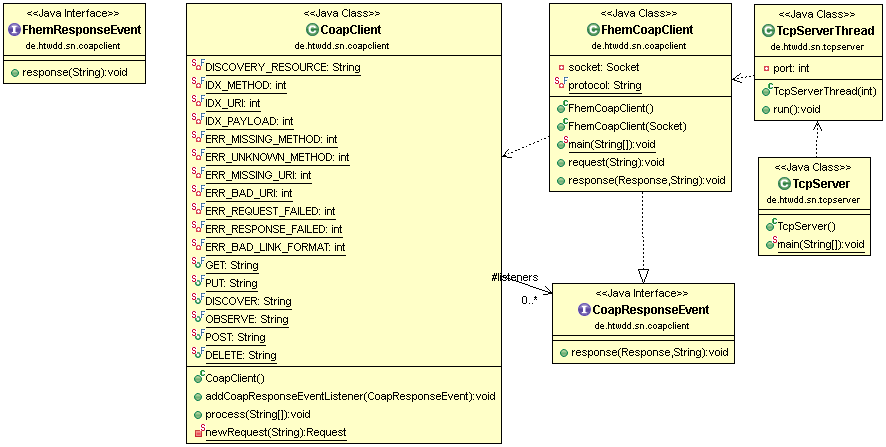 <<Java Interface>>
FhemResponseEvent
de.htwdd.sn.coapclient
response(String):void
<<Java Class>>
CoapClient
de.htwdd.sn.coapclient
DISCOVERY_RESOURCE: String
IDX_METHOD: int
IDX_URI: int
IDX_PAYLOAD: int
ERR_MISSING_METHOD: int
ERR_UNKNOWN_METHOD: int
ERR_MISSING_URI: int
ERR_BAD_URI: int
ERR_REQUEST_FAILED: int
ERR_RESPONSE_FAILED: int
ERR_BAD_LINK_FORMAT: int
GET: String
PUT: String
DISCOVER: String
OBSERVE: String
POST: String
DELETE: String
CoapClient()
addCoapResponseEventListener(CoapResponseEvent):void
process(String[]):void
newRequest(String):Request
<<Java Class>>
FhemCoapClient
de.htwdd.sn.coapclient
socket: Socket
protocol: String
FhemCoapClient()
FhemCoapClient(Socket)
main(String[]):void
request(String):void
response(Response,String):void
<<Java Class>>
TcpServerThread
de.htwdd.sn.tcpserver
port: int
TcpServerThread(int)
run():void
<<Java Class>>
TcpServer
de.htwdd.sn.tcpserver
TcpServer()
main(String[]):void
#listeners
0..*
<<Java Interface>>
CoapResponseEvent
de.htwdd.sn.coapclient
response(Response,String):void